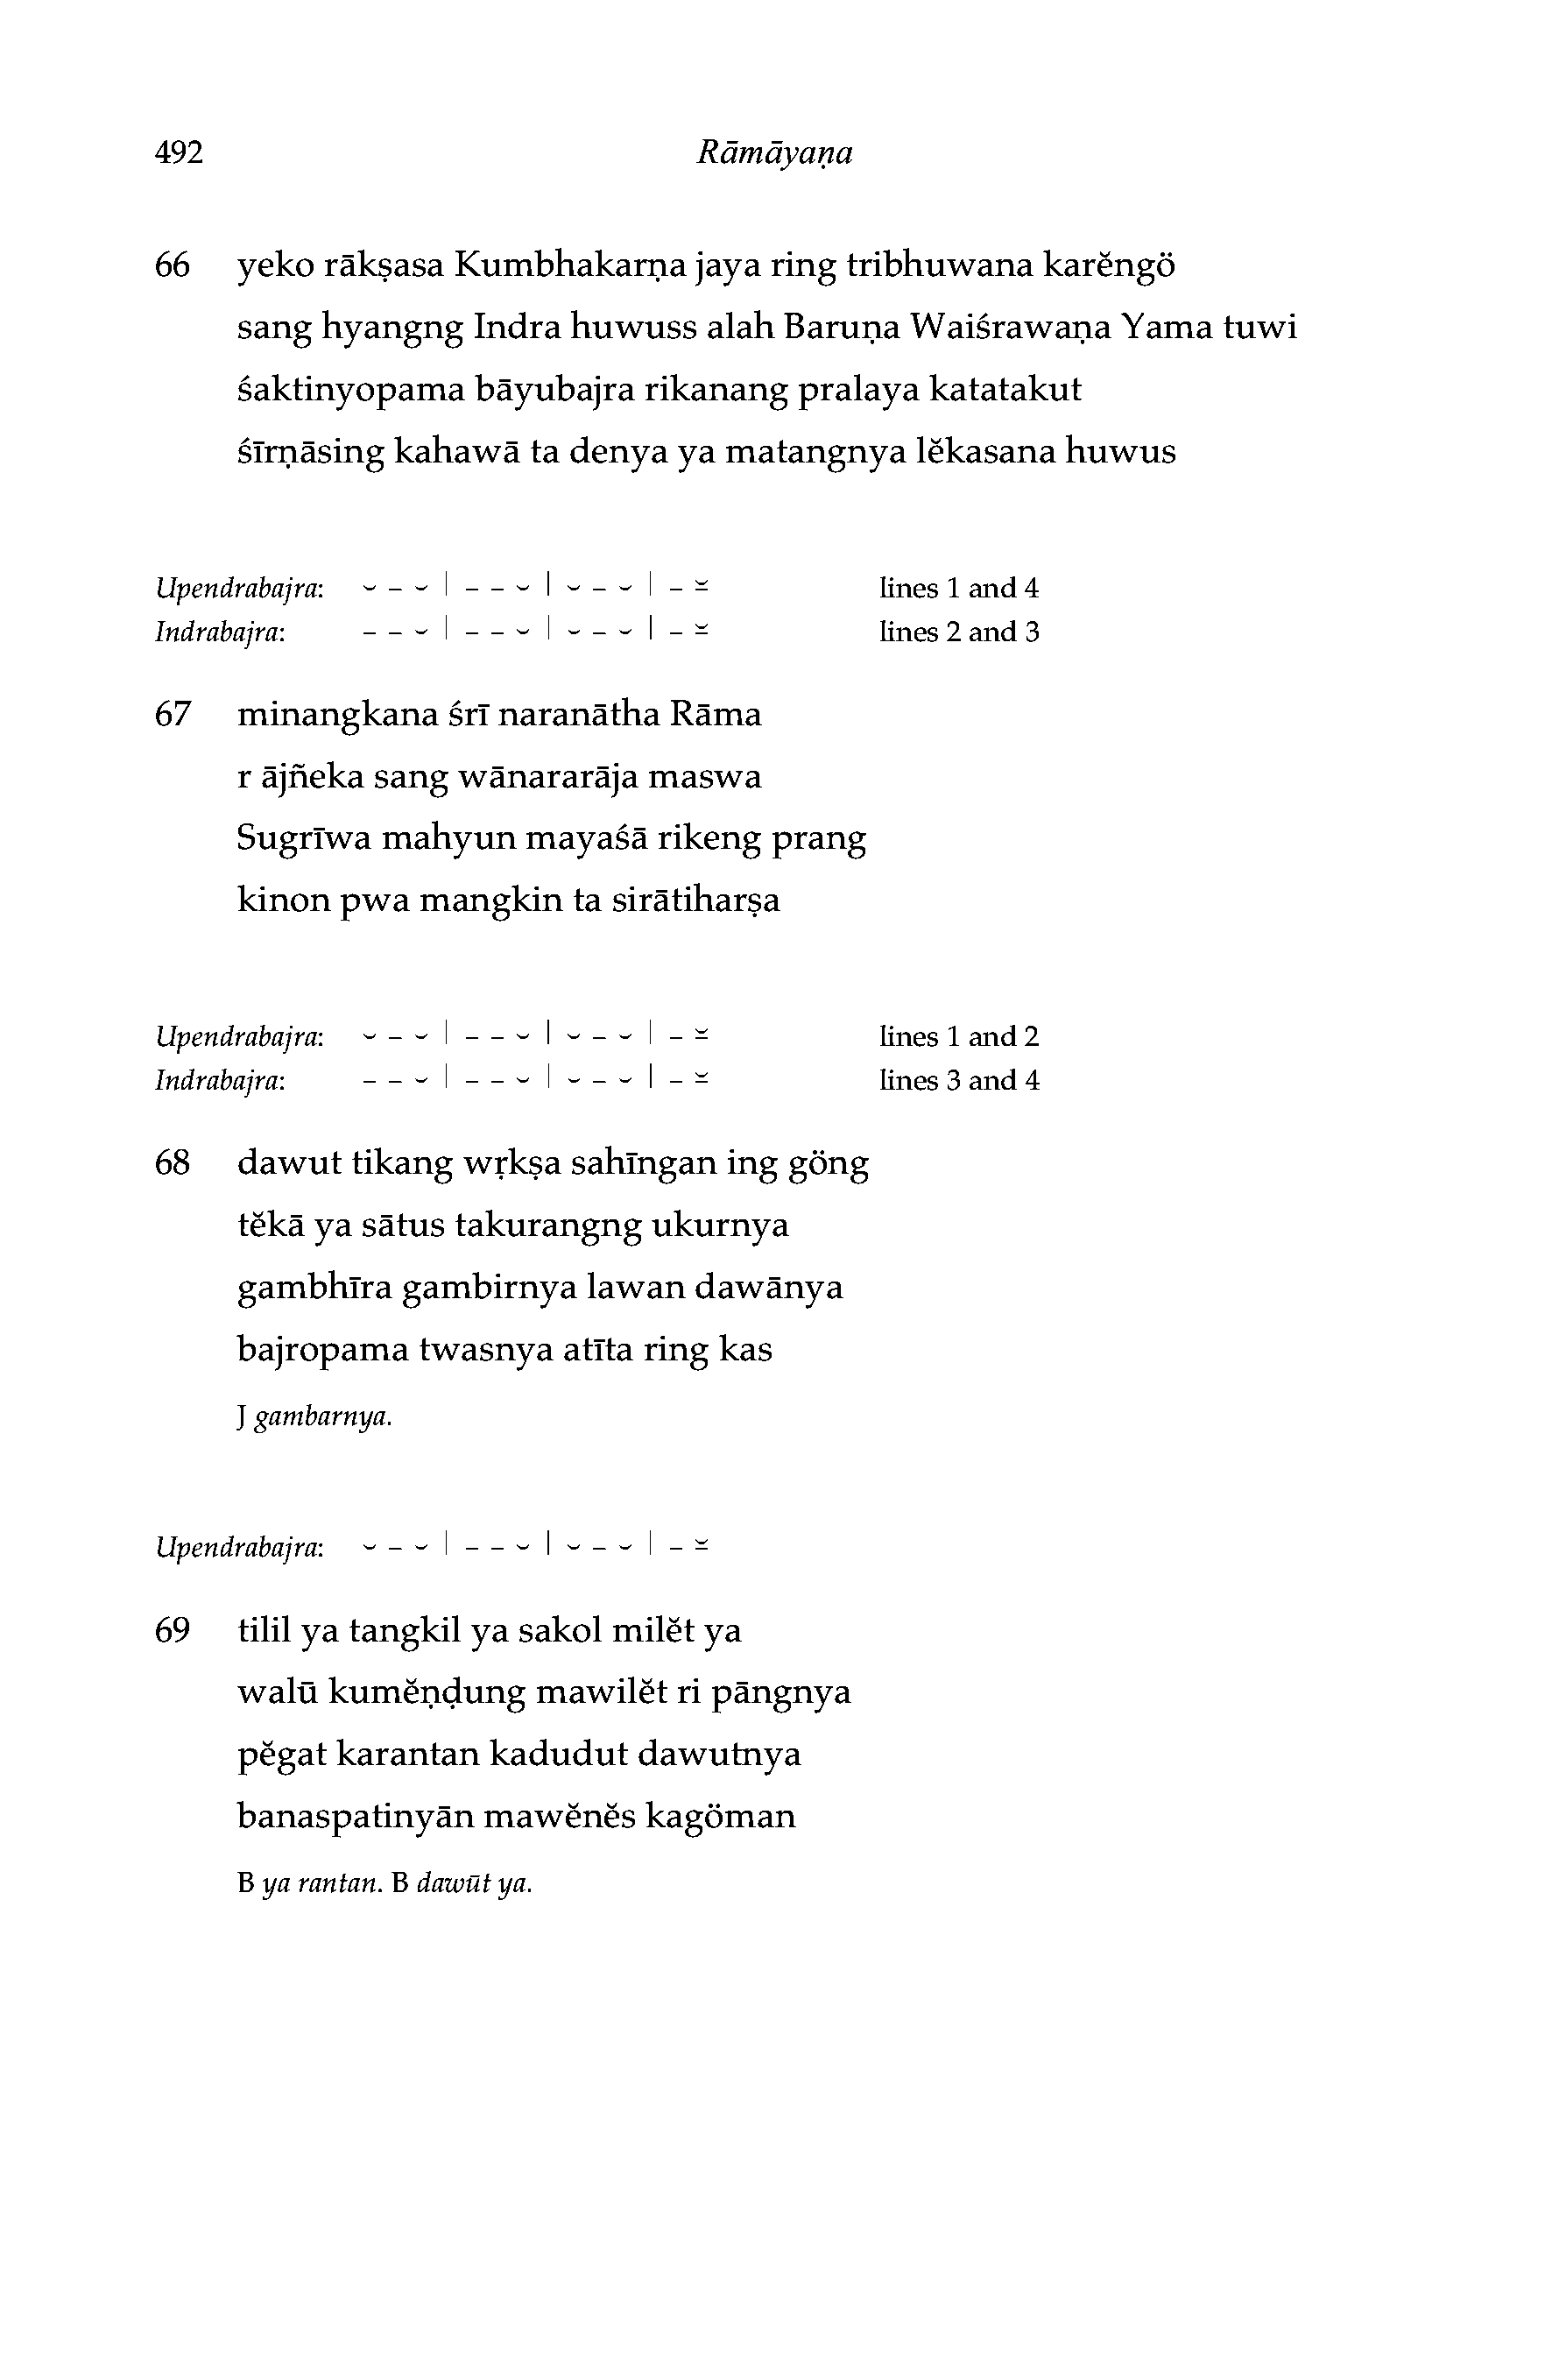 492 Rāmāyaṇa
66 yeko rākṣasa Kumbhakarṇa jaya ring tribhuwana karĕngö
sang hyangng Indra huwuss alah Baruṇa Waiśrawaṇa Yama tuwi
śaktinyopama bāyubajra rikanang pralaya katatakut
śīrṇāsing kahawā ta denya ya matangnya lĕkasana huwus
Upendrabajra: ⏑ – ⏑ | – – ⏑ | ⏑ – ⏑ | – ⏓ lines 1 and 4
Indrabajra: – – ⏑ | – – ⏑ | ⏑ – ⏑ | – ⏓ lines 2 and 3
67 minangkana śrī naranātha Rāma
r ājñeka sang wānararāja maswa
Sugrīwa mahyun mayaśā rikeng prang
kinon pwa mangkin ta sirātiharṣa
Upendrabajra: ⏑ – ⏑ | – – ⏑ | ⏑ – ⏑ | – ⏓ lines 1 and 2
Indrabajra: – – ⏑ | – – ⏑ | ⏑ – ⏑ | – ⏓ lines 3 and 4
68 dawut tikang wṛkṣa sahīngan ing göng
tĕkā ya sātus takurangng ukurnya
gambhīra gambirnya lawan dawānya
bajropama twasnya atīta ring kas
J gambarnya.
Upendrabajra: ⏑ – ⏑ | – – ⏑ | ⏑ – ⏑ | – ⏓
69 tilil ya tangkil ya sakol milĕt ya
walū kumĕṇḍung mawilĕt ri pāngnya
pĕgat karantan kadudut dawutnya
banaspatinyān mawĕnĕs kagöman
B ya rantan. B dawūt ya.